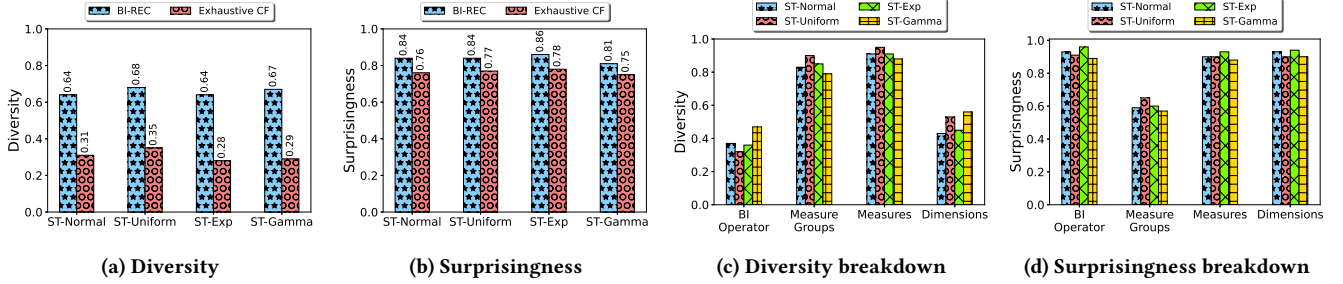 BI-REC Exhaustive CF
Diversity
1.0
0.8
0.6
0.4
0.2
0.0
0.64 0.31 0.68 0.35 0.64 0.28 0.67 0.29
ST-Normal ST-Uniform ST-Exp ST-Gamma
(a) Diversity
BI-REC Exhaustive CF
Surprisingness
1.0
0.8
0.6
0.4
0.2
0.0
0.84 0.76 0.84 0.77 0.86 0.78 0.81 0.75
ST-Normal ST-Uniform ST-Exp ST-Gamma
(b) Surprisingness
ST-Normal ST-Exp
ST-Uniform ST-Gamma
Diversity
1.0
0.8
0.6
0.4
0.2
0.0
BI Measure Measures Dimensions
Operator Groups
(c) Diversity breakdown
ST-Normal ST-Exp
ST-Uniform ST-Gamma
Surprisngness
1.0
0.8
0.6
0.4
0.2
0.0
BI Measure Measures Dimensions
Operator Groups
(d) Surprisingness breakdown